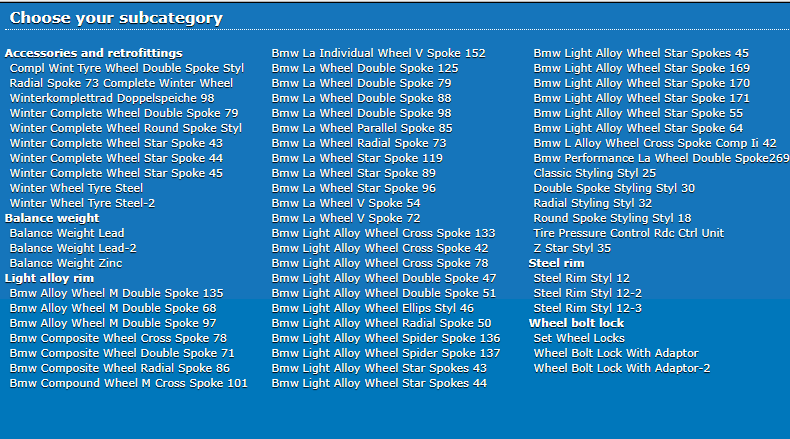 Choose your subcategory
Accessories and retrofittings
Compl Wint Tyre Wheel Double Spoke Styl
Radial Spoke 73 Complete Winter Wheel
Winterkomplettrad Doppelspeiche 98
Winter Complete Wheel Double Spoke 79
Winter Complete Wheel Round Spoke Styl
Winter Complete Wheel Star Spoke 43
Winter Complete Wheel Star Spoke 44
Winter Complete Wheel Star Spoke 45
Winter Wheel Tyre Steel
Winter Wheel Tyre Steel-2
Balance weight
Balance Weight Lead
Balance Weight Lead-2
Balance Weight Zinc
Light alloy rim
Bmw Alloy Wheel M Double Spoke 135
Bmw Alloy Wheel M Double Spoke 68
Bmw Alloy Wheel M Double Spoke 97
Bmw Composite Wheel Cross Spoke 78
Bmw Composite Wheel Double Spoke 71
Bmw Composite Wheel Radial Spoke 86
Bmw Compound Wheel M Cross Spoke 101
Bmw La Individual Wheel V Spoke 152
Bmw La Wheel Double Spoke 125
Bmw La Wheel Double Spoke 79
Bmw La Wheel Double Spoke 88
Bmw La Wheel Double Spoke 98
Bmw La Wheel Parallel Spoke 85
Bmw La Wheel Radial Spoke 73
Bmw La Wheel Star Spoke 119
Bmw La Wheel Star Spoke 89
Bmw La Wheel Star Spoke 96
Bmw La Wheel V Spoke 54
Bmw La Wheel V Spoke 72
Bmw Light Alloy Wheel Cross Spoke 133
Bmw Light Alloy Wheel Cross Spoke 42
Bmw Light Alloy Wheel Cross Spoke 78
Bmw Light Alloy Wheel Double Spoke 47
Bmw Light Alloy Wheel Double Spoke 51
Bmw Light Alloy Wheel Ellips Styl 46
Bmw Light Alloy Wheel Radial Spoke 50
Bmw Light Alloy Wheel Spider Spoke 136
Bmw Light Alloy Wheel Spider Spoke 137
Bmw Light Alloy Wheel Star Spokes 43
Bmw Light Alloy Wheel Star Spokes 44
Bmw Light Alloy Wheel Star Spokes 45
Bmw Light Alloy Wheel Star Spoke 169
Bmw Light Alloy Wheel Star Spoke 170
Bmw Light Alloy Wheel Star Spoke 171
Bmw Light Alloy Wheel Star Spoke 55
Bmw Light Alloy Wheel Star Spoke 64
Bmw L Alloy Wheel Cross Spoke Comp Ii 42
Bmw Performance La Wheel Double Spoke269
Classic Styling Styl 25
Double Spoke Styling Styl 30
Radial Styling Styl 32
Round Spoke Styling Styl 18
Tire Pressure Control Rdc Ctrl Unit
Z Star Styl 35
Steel rim
Steel Rim Styl 12
Steel Rim Styl 12-2
Steel Rim Styl 12-3
Wheel bolt lock
Set Wheel Locks
Wheel Bolt Lock With Adaptor
Wheel Bolt Lock With Adaptor-2